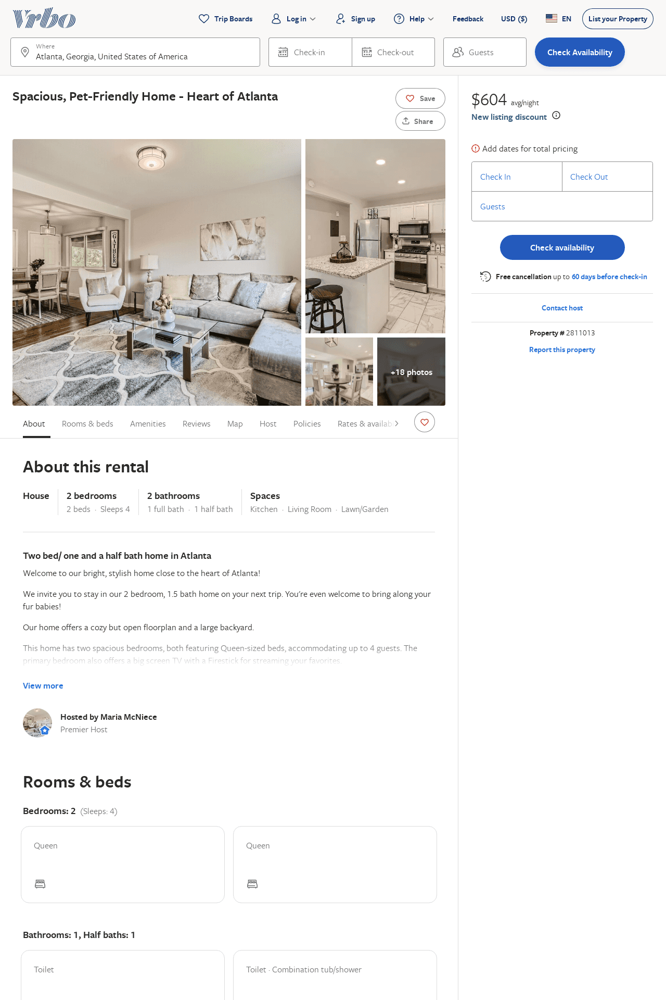 Vrbo
Trip Boards
Log in
Sign up
Help
Feedback
USD ($)
EN
List your Property
Where
Atlanta, Georgia, United States of America
Check-in
Check-out
Guests
Check Availability
Spacious, Pet-Friendly Home - Heart of Atlanta
Save
Share
GATHER
+18 photos
$604 avg/night
New listing discount
Add dates for total pricing
Check In
Check Out
Guests
Check availability
Free cancellation up to 60 days before check-in
Contact host
Property # 2811013
Report this property
About
Rooms & beds
Amenities
Reviews
Map
Host
Policies
Rates & availab
About this rental
House
2 bedrooms
2 beds · Sleeps 4
2 bathrooms
1 full bath · 1 half bath
Spaces
Kitchen · Living Room · Lawn/Garden
Two bed/ one and a half bath home in Atlanta
Welcome to our bright, stylish home close to the heart of Atlanta!
We invite you to stay in our 2 bedroom, 1.5 bath home on your next trip. You're even welcome to bring along your
fur babies!
Our home offers a cozy but open floorplan and a large backyard.
This home has two spacious bedrooms, both featuring Queen-sized beds, accommodating up to 4 guests. The
primary bedroom also offers a big screen TV with a Firestick for streaming your favorites.
View more
Hosted by Maria McNiece
Premier Host
Rooms & beds
Bedrooms: 2 (Sleeps: 4)
Queen
Queen
Bathrooms: 1, Half baths: 1
Toilet
Toilet · Combination tub/shower